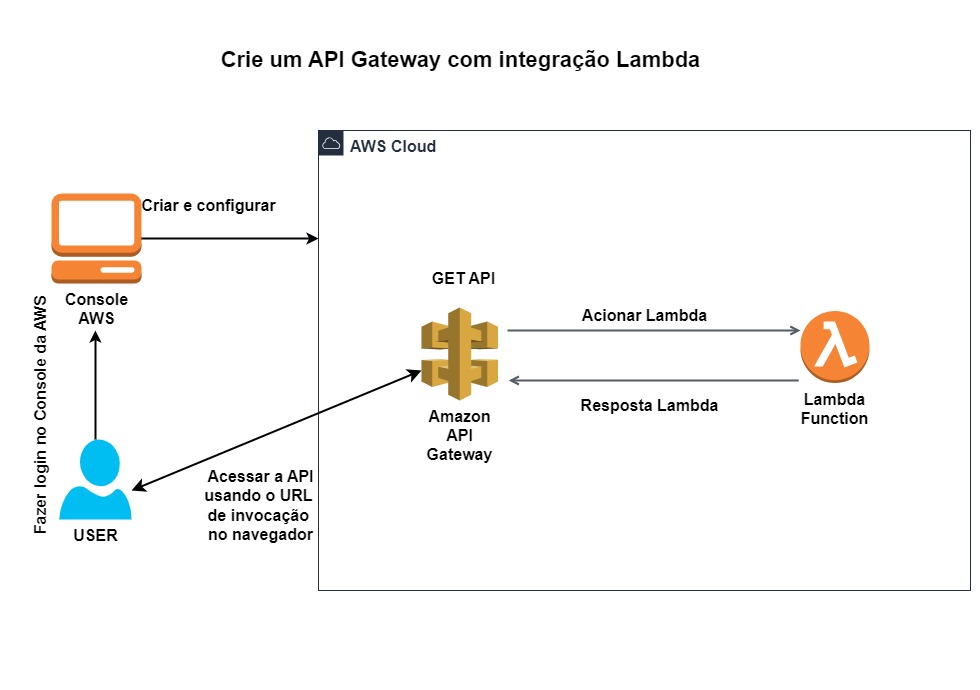 Crie um API Gateway com integração Lambda
AWS Cloud
Criar e configurar
Console
AWS
Fazer login no Console da AWS
USER
Acessar a API
usando o URL
de invocação
no navegador
GET API
Amazon
API
Gateway
Acionar Lambda
Resposta Lambda
Lambda
Function